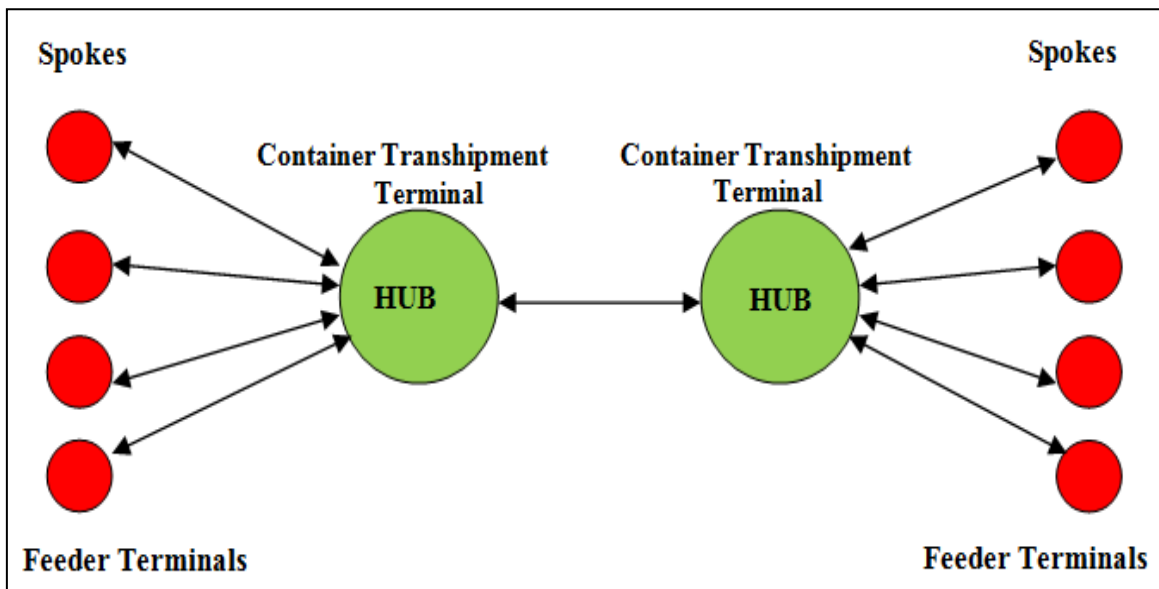 Spokes
Spokes
Container Transhipment
Terminal
Container Transhipment
Terminal
HUB
HUB
Feeder Terminals
Feeder Terminals